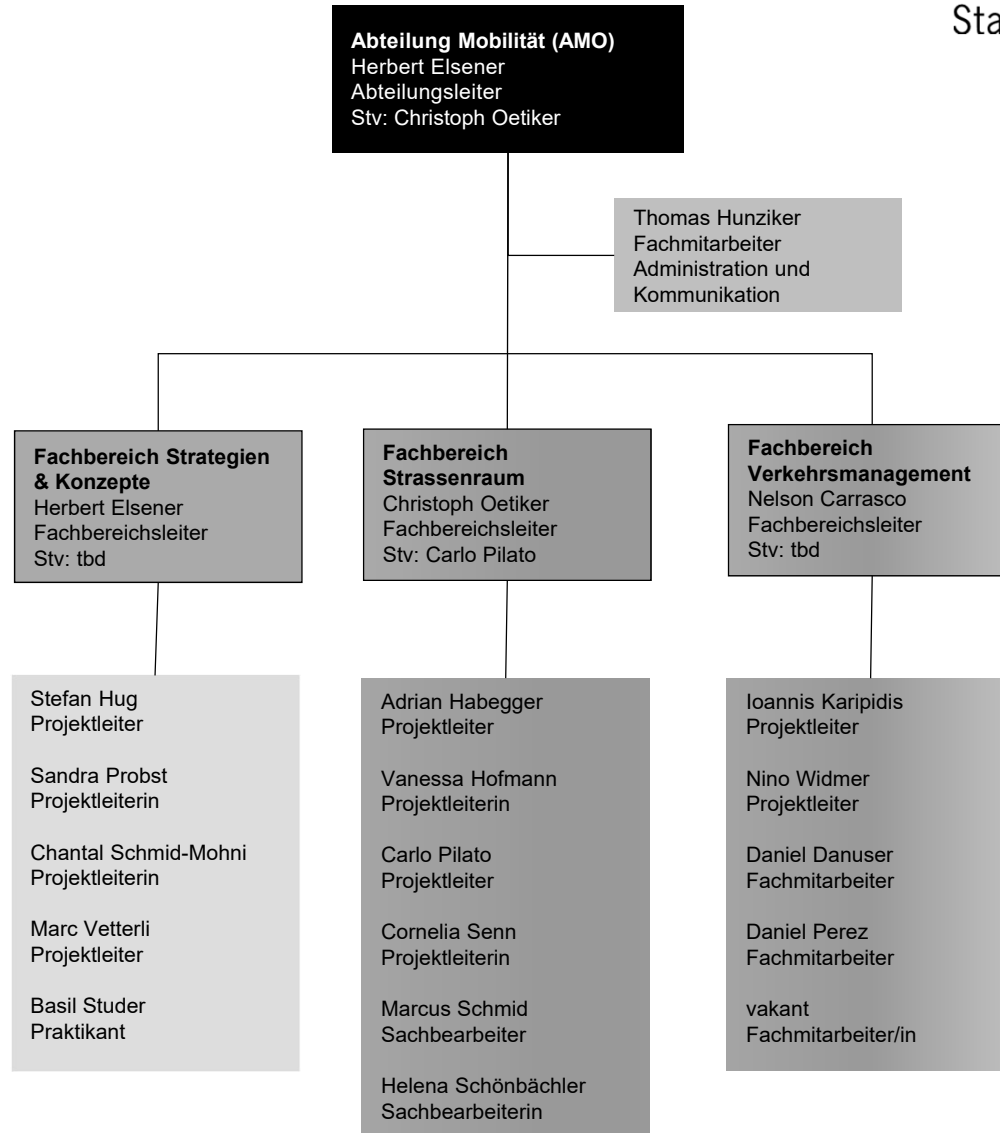 Abteilung Mobilität (AMO)
Herbert Elsener
Abteilungsleiter
Stv: Christoph Oetiker
Thomas Hunziker
Fachmitarbeiter
Administration und
Kommunikation
Fachbereich Strategien
& Konzepte
Herbert Elsener
Fachbereichsleiter
Stv: tbd
Fachbereich
Strassenraum
Christoph Oetiker
Fachbereichsleiter
Stv: Carlo Pilato
Fachbereich
Verkehrsmanagement
Nelson Carrasco
Fachbereichsleiter
Stv: tbd
Stefan Hug
Projektleiter
Sandra Probst
Projektleiterin
Chantal Schmid-Mohni
Projektleiterin
Marc Vetterli
Projektleiter
Basil Studer
Praktikant
Adrian Habegger
Projektleiter
Vanessa Hofmann
Projektleiterin
Carlo Pilato
Projektleiter
Cornelia Senn
Projektleiterin
Marcus Schmid
Sachbearbeiter
Helena Schönbächler
Sachbearbeiterin
Ioannis Karipidis
Projektleiter
Nino Widmer
Projektleiter
Daniel Danuser
Fachmitarbeiter
Daniel Perez
Fachmitarbeiter
vakant
Fachmitarbeiter/in